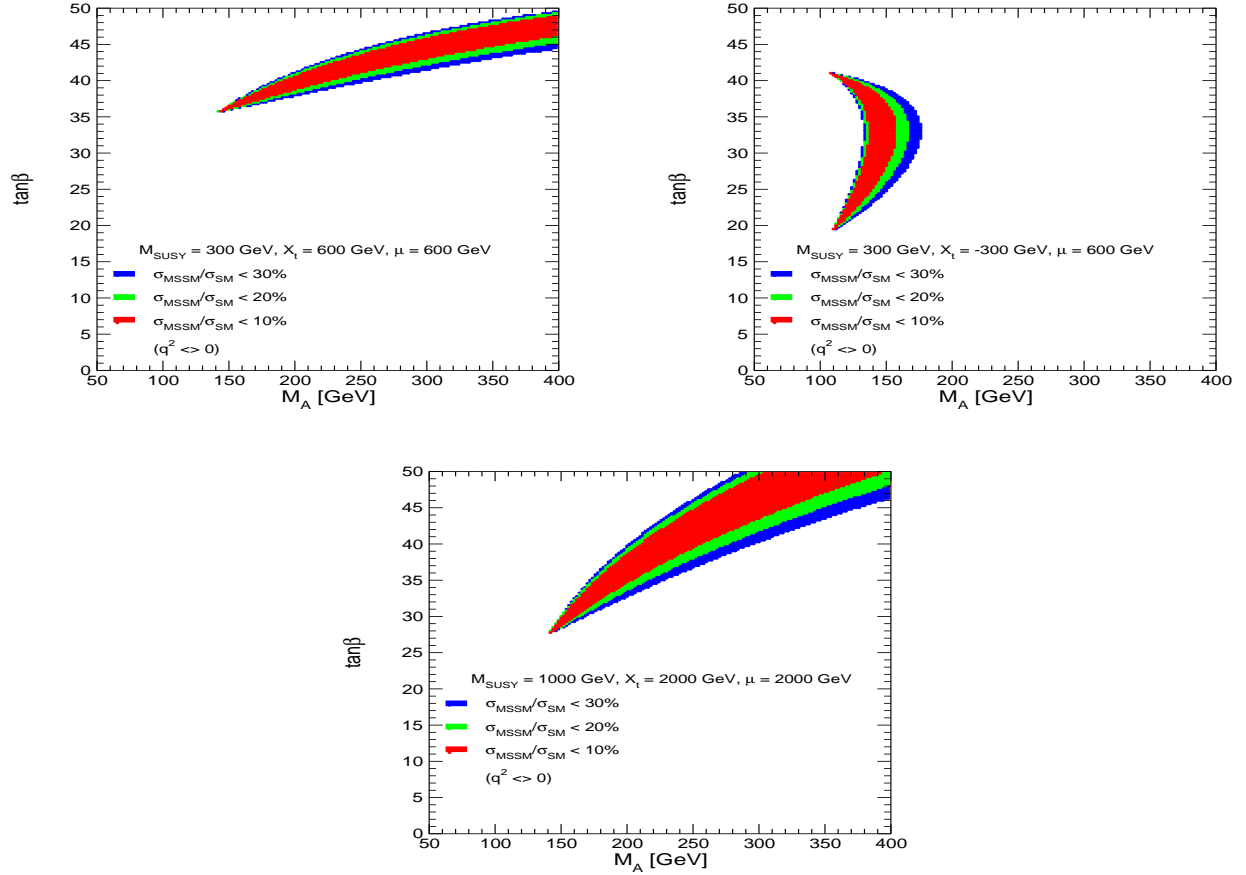 50
45
40
35
30
25
20
15
10
5
0
tanβ
M_SUSY = 300 GeV, X_t = 600 GeV, μ = 600 GeV
σ_MSSM/σ_SM < 30%
σ_MSSM/σ_SM < 20%
σ_MSSM/σ_SM < 10%
(q² <> 0)
50 100 150 200 250 300 350 400
M_A [GeV]
50
45
40
35
30
25
20
15
10
5
0
tanβ
M_SUSY = 300 GeV, X_t = -300 GeV, μ = 600 GeV
σ_MSSM/σ_SM < 30%
σ_MSSM/σ_SM < 20%
σ_MSSM/σ_SM < 10%
(q² <> 0)
50 100 150 200 250 300 350 400
M_A [GeV]
50
45
40
35
30
25
20
15
10
5
0
tanβ
M_SUSY = 1000 GeV, X_t = 2000 GeV, μ = 2000 GeV
σ_MSSM/σ_SM < 30%
σ_MSSM/σ_SM < 20%
σ_MSSM/σ_SM < 10%
(q² <> 0)
50 100 150 200 250 300 350 400
M_A [GeV]